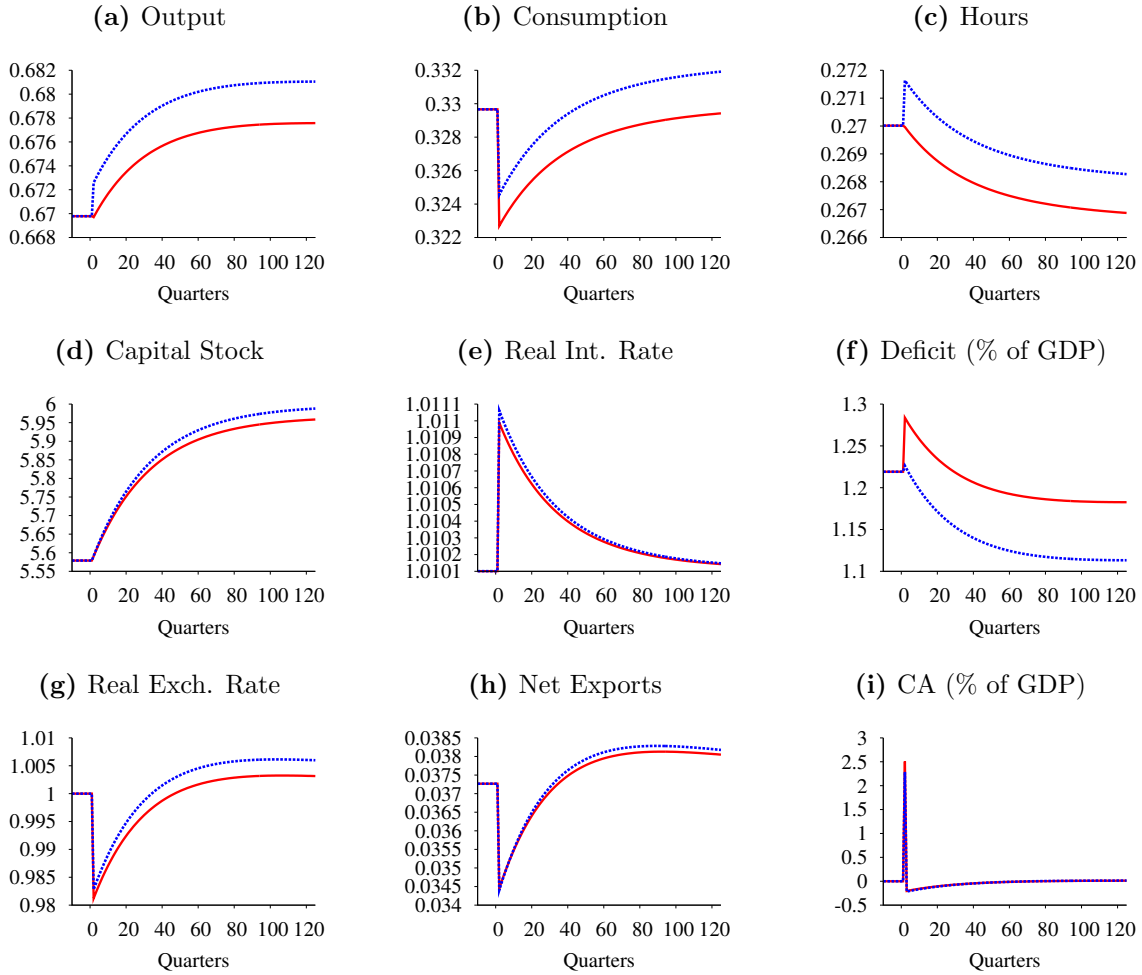 (a) Output
0.682
0.68
0.678
0.676
0.674
0.672
0.67
0.668
0 20 40 60 80 100 120
Quarters
(b) Consumption
0.332
0.33
0.328
0.326
0.324
0.322
0 20 40 60 80 100 120
Quarters
(c) Hours
0.272
0.271
0.27
0.269
0.268
0.267
0.266
0 20 40 60 80 100 120
Quarters
(d) Capital Stock
6
5.95
5.9
5.85
5.8
5.75
5.7
5.65
5.6
5.55
0 20 40 60 80 100 120
Quarters
(e) Real Int. Rate
1.0111
1.011
1.0109
1.0108
1.0107
1.0106
1.0105
1.0104
1.0103
1.0102
1.0101
0 20 40 60 80 100 120
Quarters
(f) Deficit (% of GDP)
1.3
1.25
1.2
1.15
1.1
0 20 40 60 80 100 120
Quarters
(g) Real Exch. Rate
1.01
1.005
1
0.995
0.99
0.985
0.98
0 20 40 60 80 100 120
Quarters
(h) Net Exports
0.0385
0.038
0.0375
0.037
0.0365
0.036
0.0355
0.035
0.0345
0.034
0 20 40 60 80 100 120
Quarters
(i) CA (% of GDP)
3
2.5
2
1.5
1
0.5
0
-0.5
0 20 40 60 80 100 120
Quarters